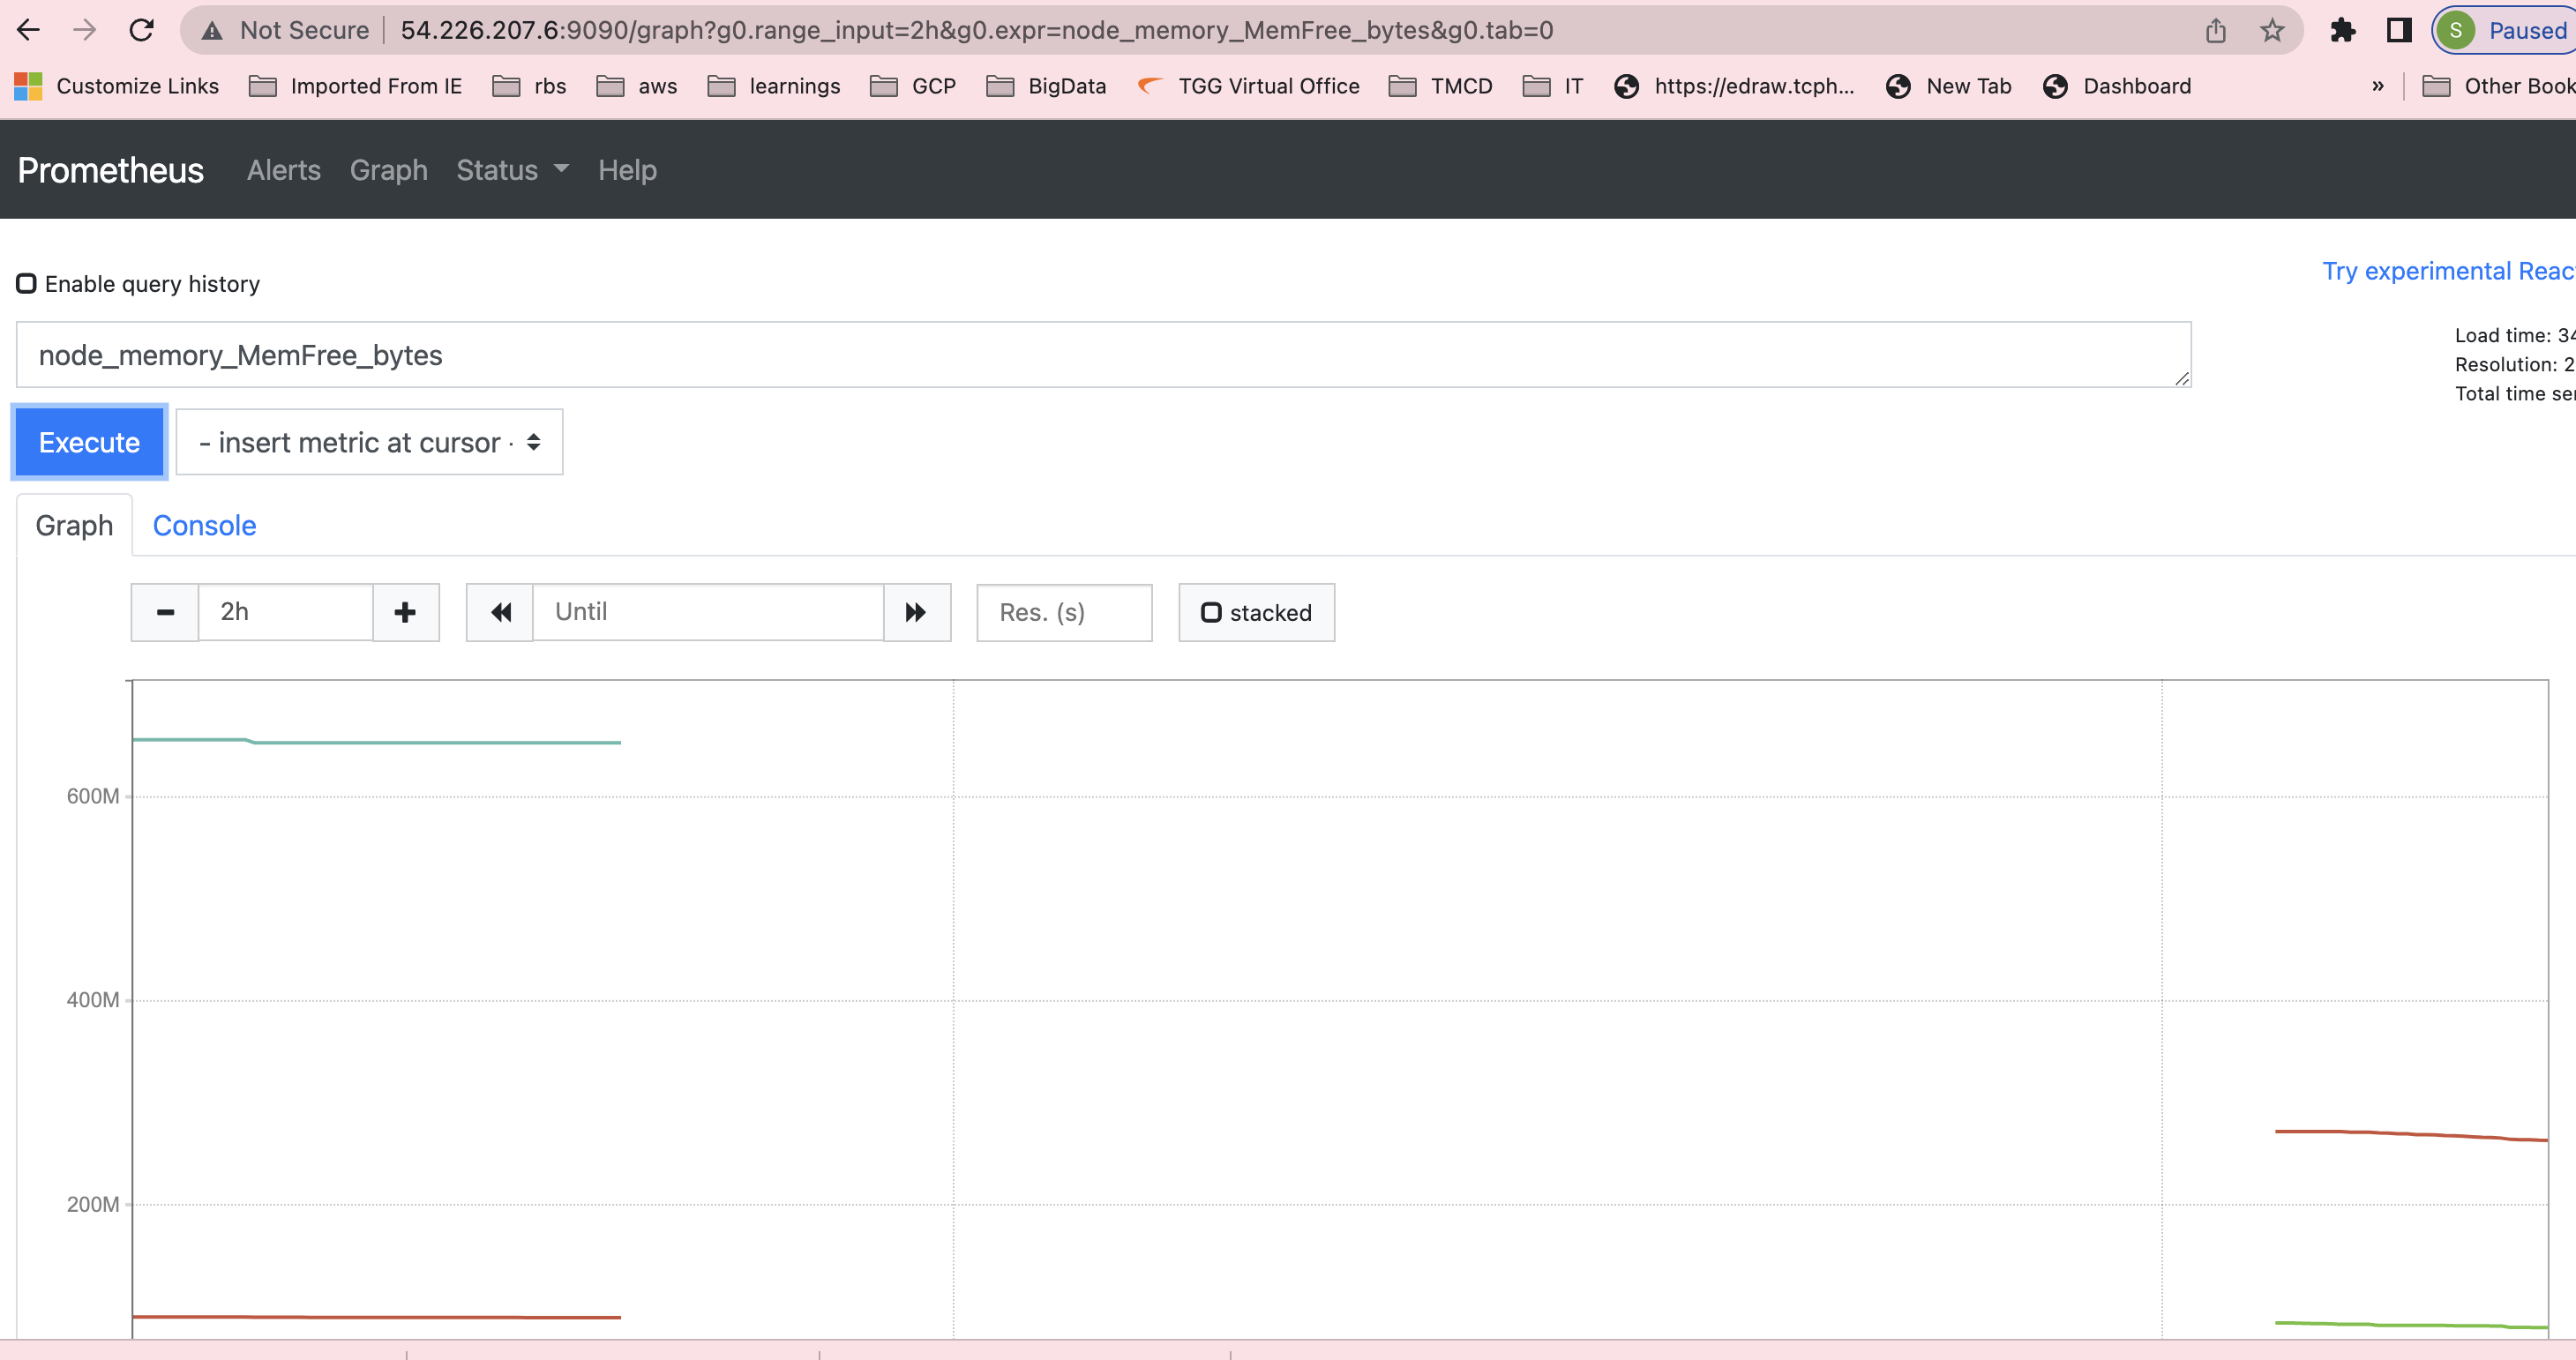 Not Secure 54.226.207.6:9090/graph?g0.range_input=2h&g0.expr=node_memory_MemFree_bytes&g0.tab=0 S Paused
Customize Links Imported From IE rbs aws learnings GCP BigData TGG Virtual Office TMCD IT https://edraw.tcph... New Tab Dashboard » Other Book
Prometheus Alerts Graph Status Help
Enable query history
Try experimental Reac
node_memory_MemFree_bytes
Load time: 34
Resolution: 2
Total time se
Execute - insert metric at cursor -
Graph Console
2h Until Res. (s) stacked
600M
400M
200M